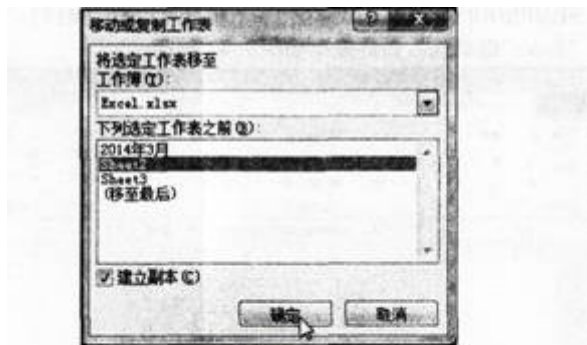 移动或复制工作表
将选定工作表移至
工作簿(T):
Excel.xlsx
下列选定工作表之前(B):
2014年3月
Sheet3
(移至最后)
建立副本(C)
确定
取消